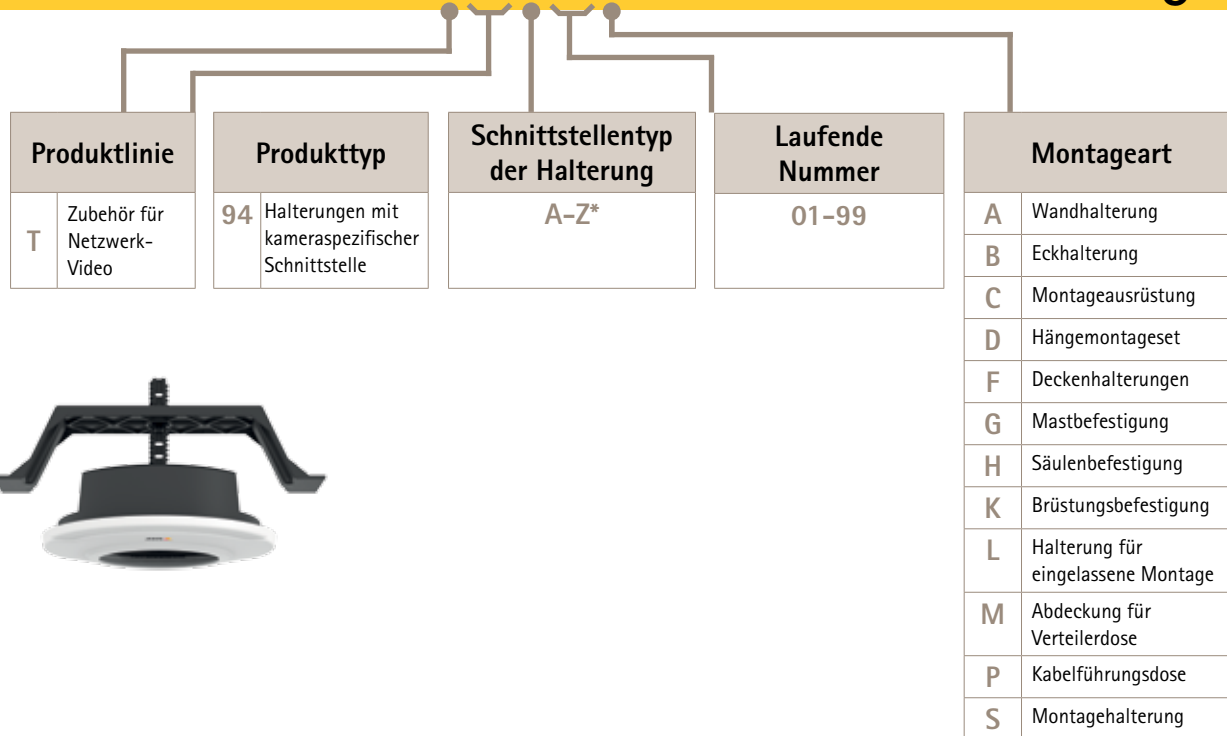 Produktlinie
T
Zubehör für
Netzwerk-
Video
Produkttyp
94
Halterungen mit
kameraspezifischer
Schnittstelle
Schnittstellentyp
der Halterung
A-Z*
Laufende
Nummer
01-99
Montageart
A Wandhalterung
B Eckhalterung
C Montageausrüstung
D Hängemontageset
F Deckenhalterungen
G Mastbefestigung
H Säulenbefestigung
K Brüstungsbefestigung
L Halterung für
eingelassene Montage
M Abdeckung für
Verteilerdose
P Kabelführungsdose
S Montagehalterung